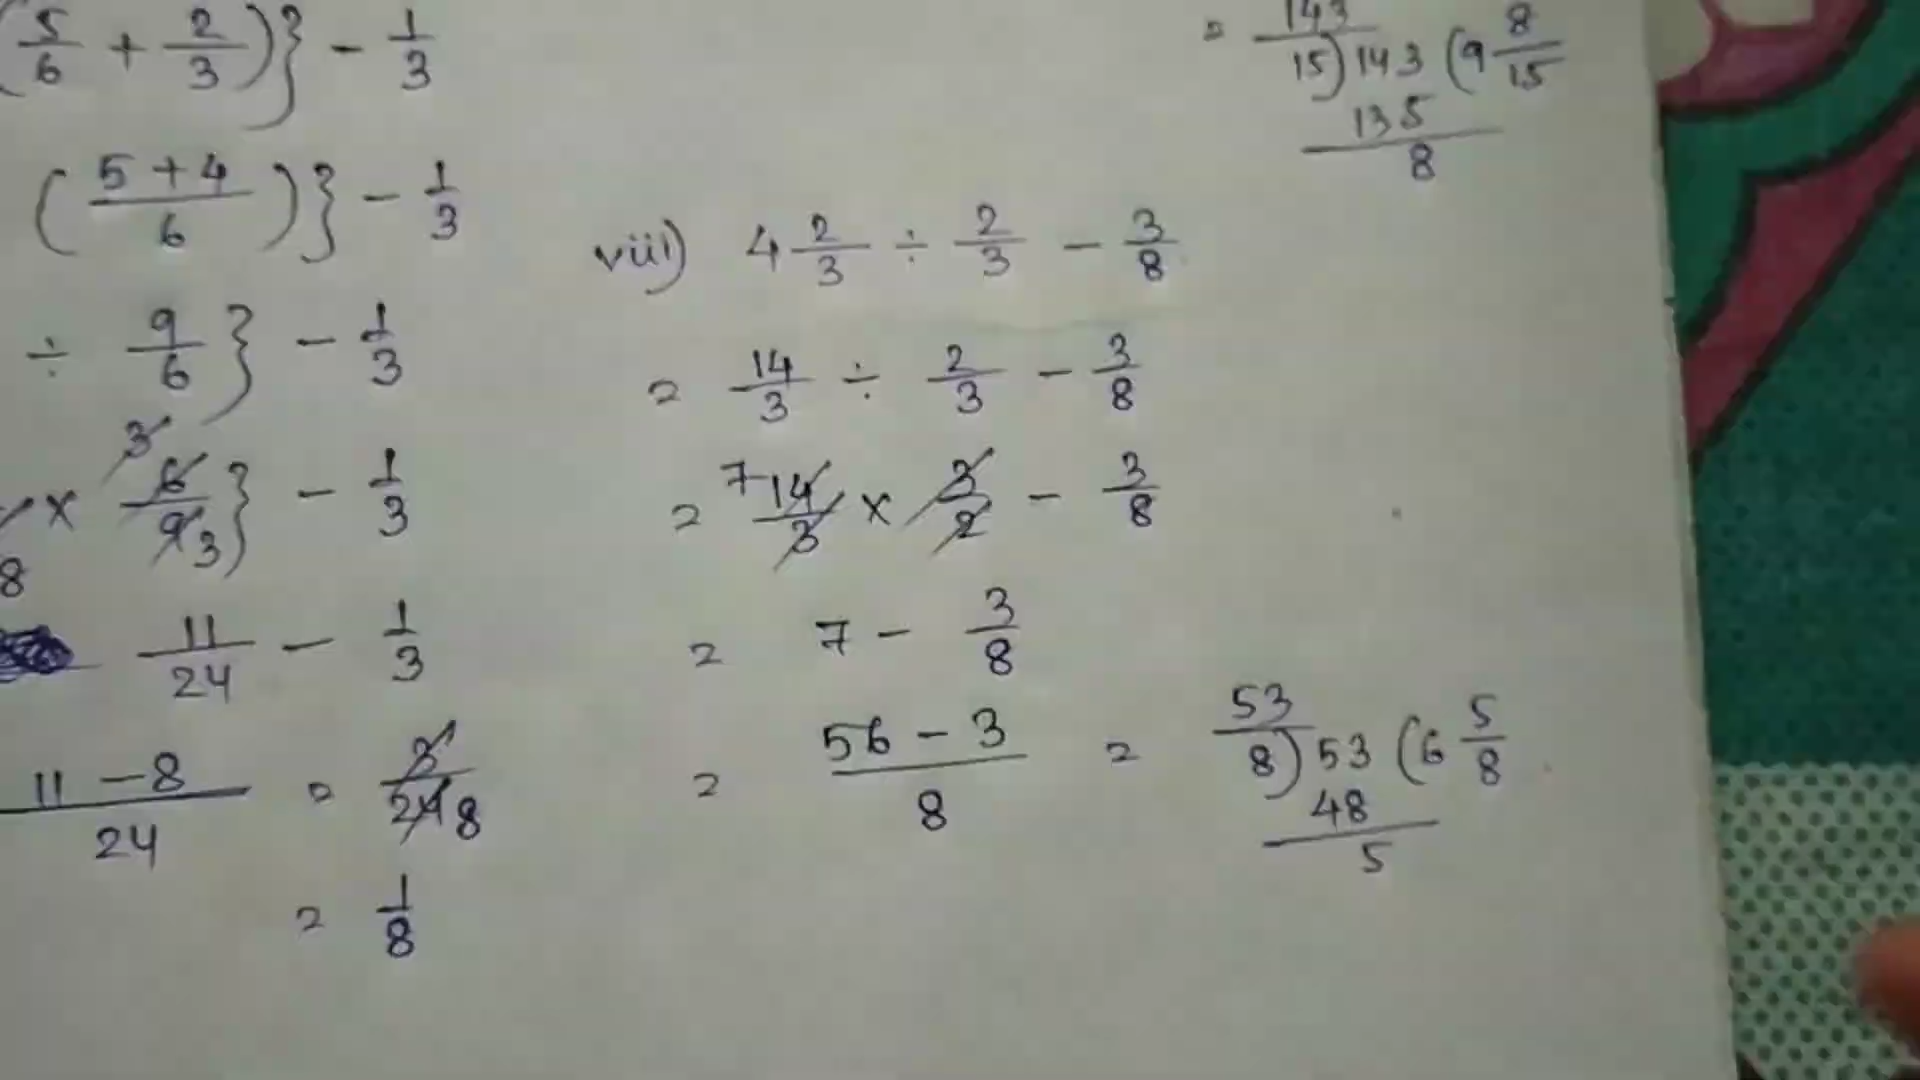 (5/6 + 2/3)} - 1/3
((5+4)/6)} - 1/3
÷ 9/6} - 1/3
× 6/9 3} - 1/3
3
8
11/24 - 1/3
(11 - 8)/24 = 3/24 8
= 1/8
= 143/15) 143 (9 8/15
135
8
viii) 4 2/3 ÷ 2/3 - 3/8
= 14/3 ÷ 2/3 - 3/8
= 7 14/3 × 3/2 - 3/8
= 7 - 3/8
= (56 - 3)/8 = 53/8) 53 (6 5/8
48
5